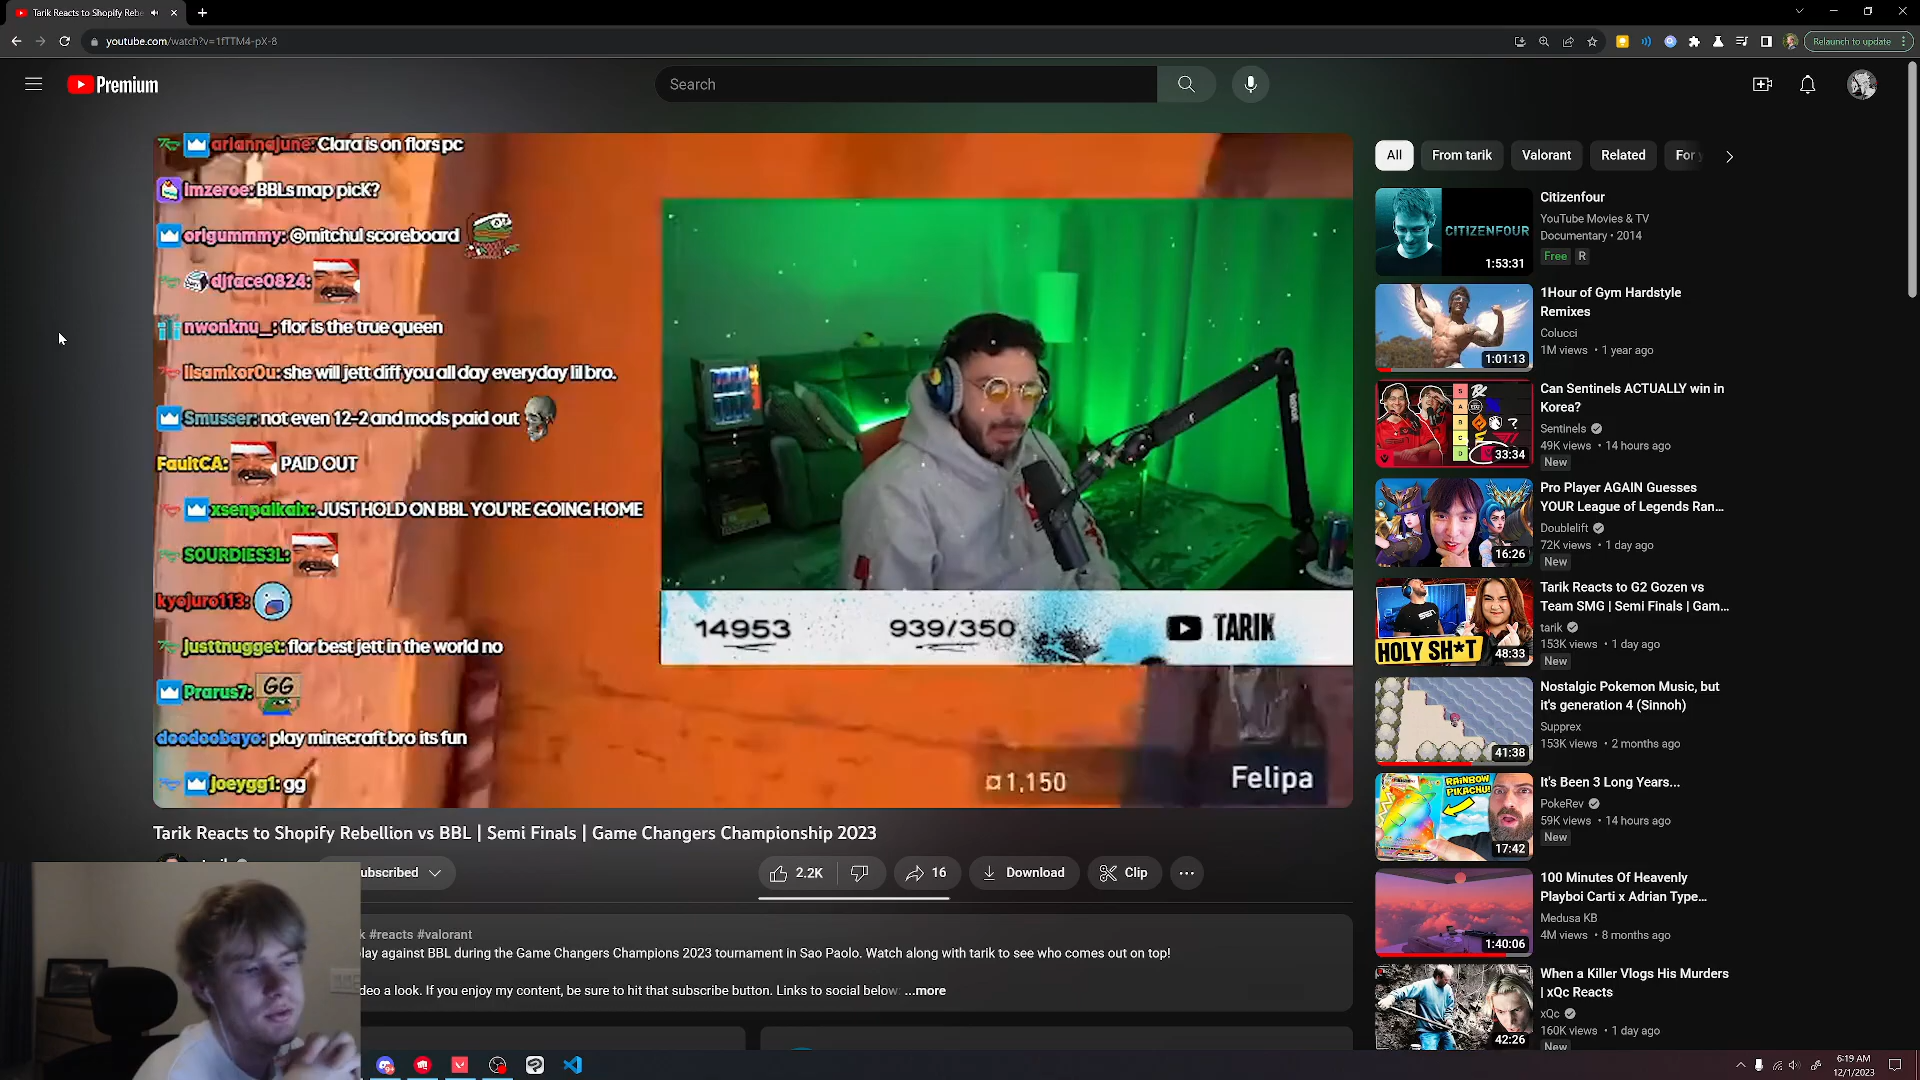 Tarik Reacts to Shopify Rebe
youtube.com/watch?v=1fTTM4-pX-8
Relaunch to update
Premium
Search
ariannajune: Clara is on flors pc
imzeroe: BBLs map picK?
origummmy: @mitchul scoreboard
djface0824:
nwonknu_: flor is the true queen
iisamkor0u: she will jett diff you all day everyday lil bro.
Smusser: not even 12-2 and mods paid out
FaultCA: PAID OUT
xsenpaikaix: JUST HOLD ON BBL YOU'RE GOING HOME
SOURDIES3L:
kyojuro113:
justtnugget: flor best jett in the world no
Prarus7: GG
doodoobayo: play minecraft bro its fun
joeygg1: gg
14953
939/350
TARIK
¤1,150
Felipa
Tarik Reacts to Shopify Rebellion vs BBL | Semi Finals | Game Changers Championship 2023
ubscribed
2.2K
16
Download
Clip
...
k #reacts #valorant
lay against BBL during the Game Changers Champions 2023 tournament in Sao Paolo. Watch along with tarik to see who comes out on top!
deo a look. If you enjoy my content, be sure to hit that subscribe button. Links to social below: ...more
All
From tarik
Valorant
Related
For y
CITIZENFOUR
1:53:31
Citizenfour
YouTube Movies & TV
Documentary • 2014
Free R
1:01:13
1Hour of Gym Hardstyle
Remixes
Colucci
1M views • 1 year ago
33:34
Can Sentinels ACTUALLY win in
Korea?
Sentinels
49K views • 14 hours ago
New
16:26
Pro Player AGAIN Guesses
YOUR League of Legends Ran...
Doublelift
72K views • 1 day ago
New
HOLY SH*T
48:33
Tarik Reacts to G2 Gozen vs
Team SMG | Semi Finals | Gam...
tarik
153K views • 1 day ago
New
41:38
Nostalgic Pokemon Music, but
it's generation 4 (Sinnoh)
Supprex
153K views • 2 months ago
RAINBOW
PIKACHU!
17:42
It's Been 3 Long Years...
PokeRev
59K views • 14 hours ago
New
1:40:06
100 Minutes Of Heavenly
Playboi Carti x Adrian Type...
Medusa KB
4M views • 8 months ago
42:26
When a Killer Vlogs His Murders
| xQc Reacts
xQc
160K views • 1 day ago
New
6:19 AM
12/1/2023